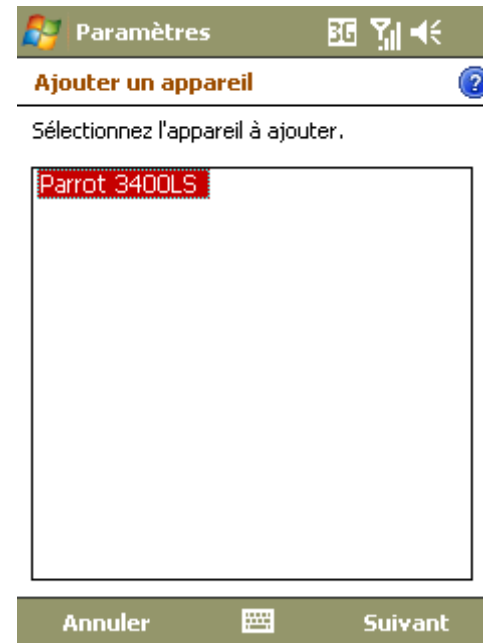 Paramètres 3G
Ajouter un appareil ?
Sélectionnez l'appareil à ajouter.
Parrot 3400LS
Annuler Suivant